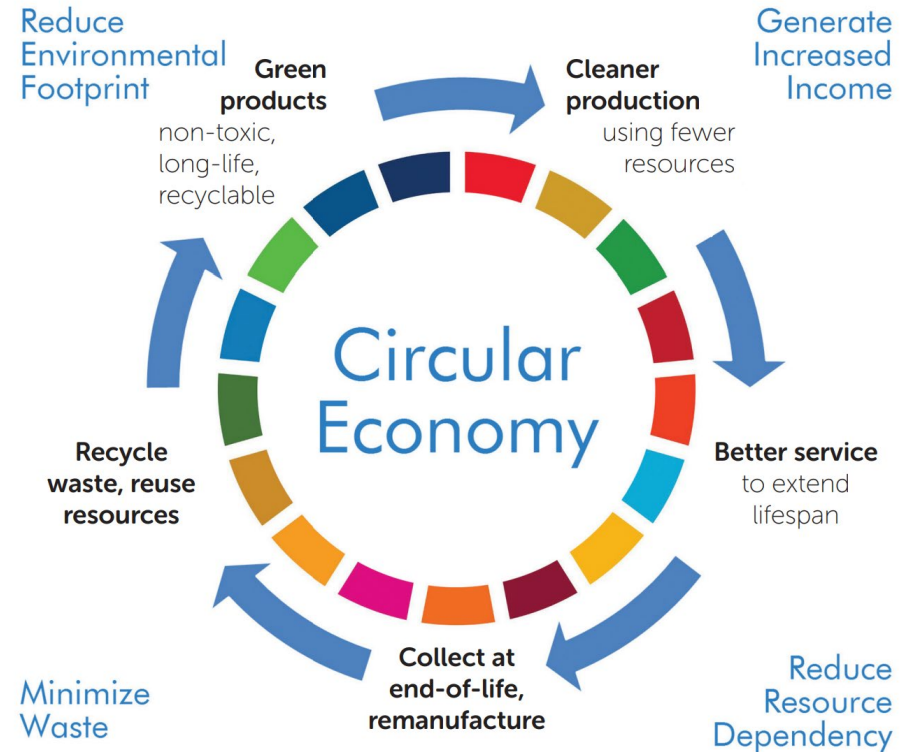 Reduce
Environmental
Footprint
Generate
Increased
Income
Green
products
non-toxic,
long-life,
recyclable
Cleaner
production
using fewer
resources
Circular
Economy
Better service
to extend
lifespan
Collect at
end-of-life,
remanufacture
Recycle
waste, reuse
resources
Minimize
Waste
Reduce
Resource
Dependency